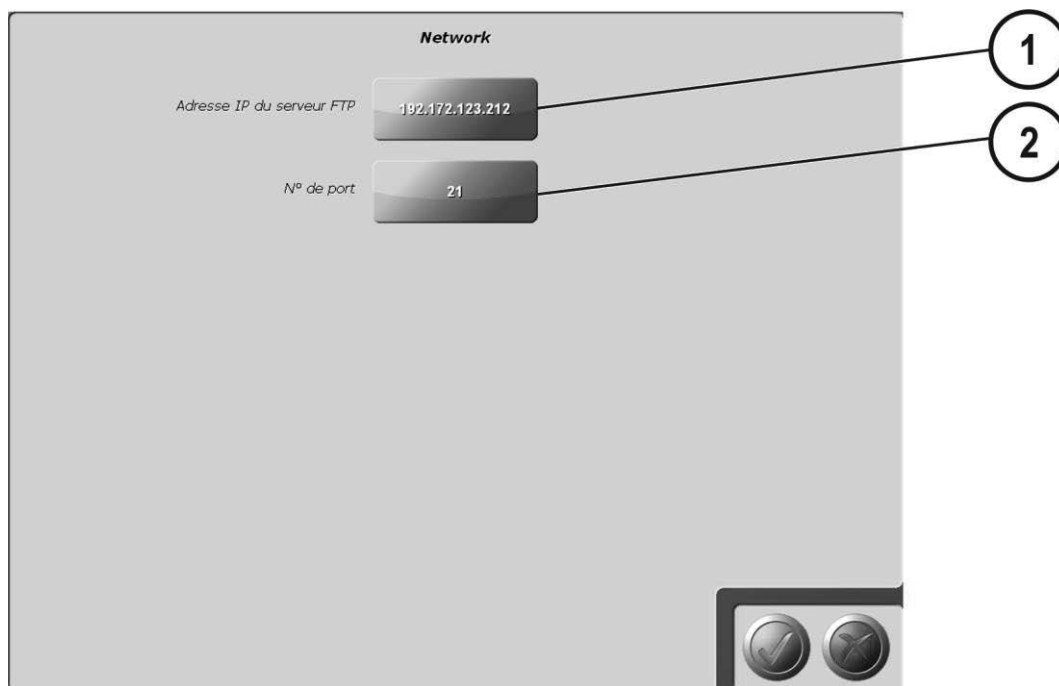 Network
1
Adresse IP du serveur FTP
192.172.123.212
2
N° de port
21